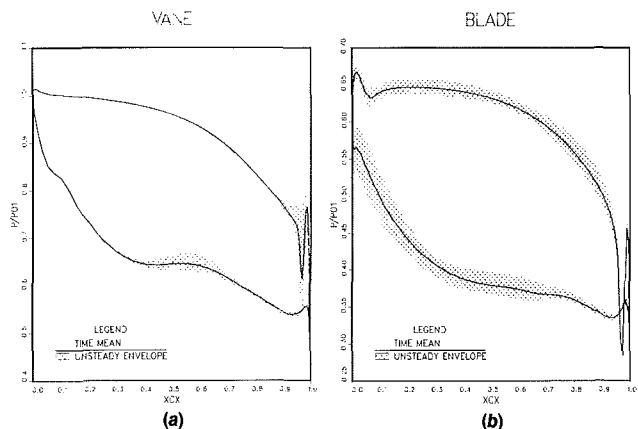 VANE
P/P01
1.1
1.0
0.9
0.8
0.7
0.6
0.5
0.4
LEGEND
TIME MEAN
UNSTEADY ENVELOPE
0.0 0.1 0.2 0.3 0.4 0.5 0.6 0.7 0.8 0.9 1.0
XCX
(a)
BLADE
P/P01
0.70
0.65
0.60
0.55
0.50
0.45
0.40
0.35
0.30
0.25
LEGEND
TIME MEAN
UNSTEADY ENVELOPE
0.0 0.1 0.2 0.3 0.4 0.5 0.6 0.7 0.8 0.9 1.0
XCX
(b)